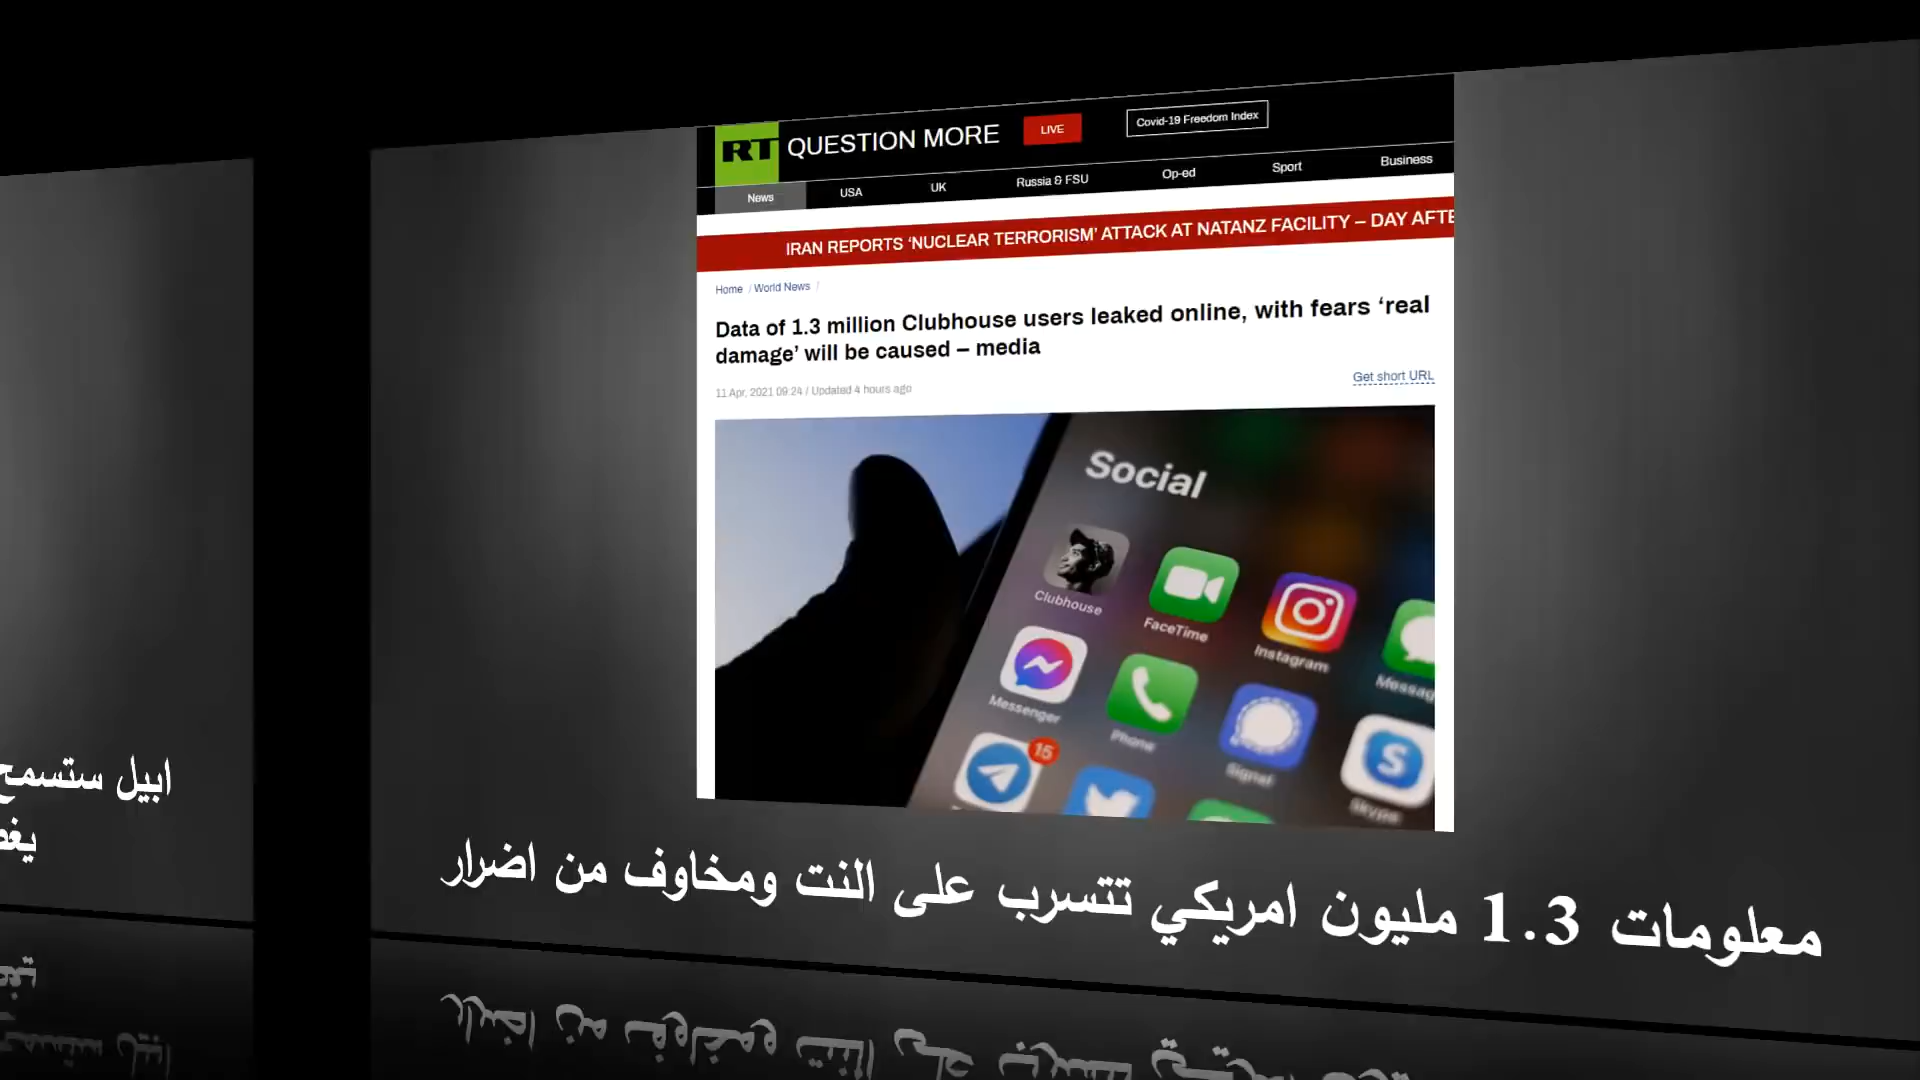 RT QUESTION MORE LIVE Covid-19 Freedom Index
News USA UK Russia & FSU Op-ed Sport Business
IRAN REPORTS ‘NUCLEAR TERRORISM’ ATTACK AT NATANZ FACILITY – DAY AFTE
Home / World News /
Data of 1.3 million Clubhouse users leaked online, with fears ‘real
damage’ will be caused – media
11 Apr, 2021 09:24 / Updated 4 hours ago
Get short URL
Social
Clubhouse FaceTime Instagram Messag
Messenger Phone Signal Skype
15
معلومات 1.3 مليون امريكي تتسرب على النت ومخاوف من اضرار
ابيل ستسمح